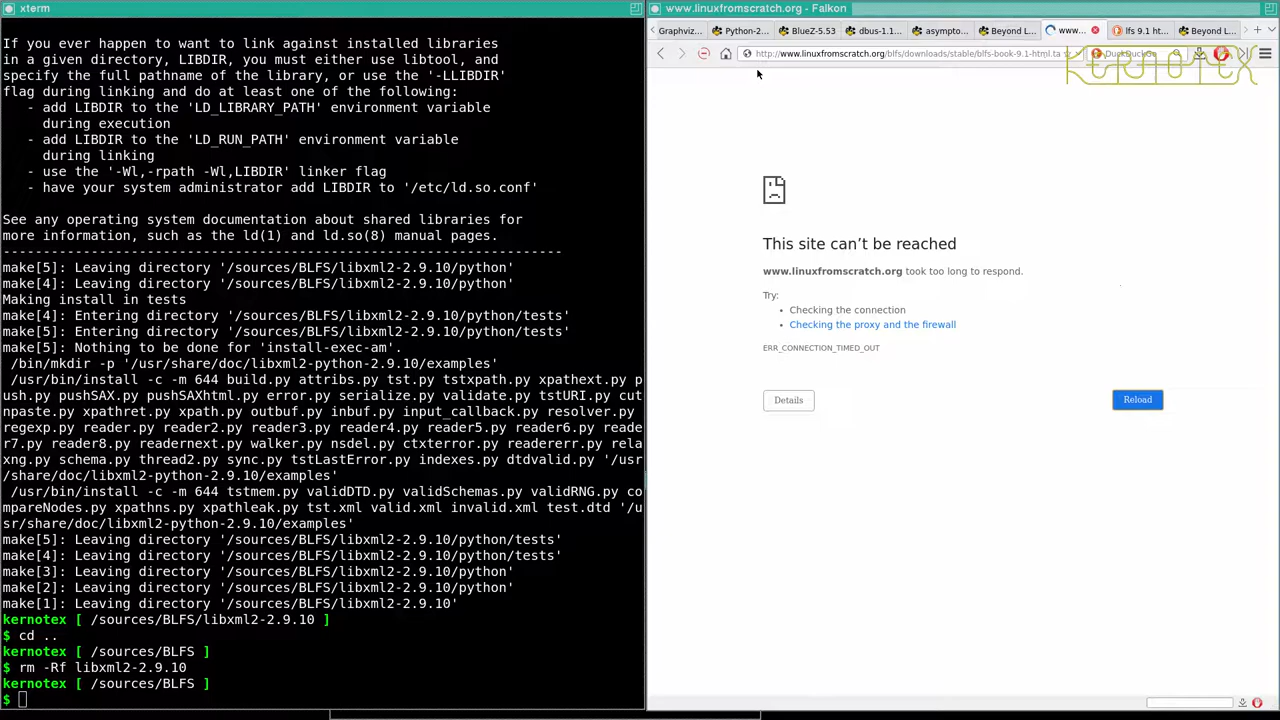 xterm
If you ever happen to want to link against installed libraries
in a given directory, LIBDIR, you must either use libtool, and
specify the full pathname of the library, or use the '-LLIBDIR'
flag during linking and do at least one of the following:
- add LIBDIR to the 'LD_LIBRARY_PATH' environment variable
during execution
- add LIBDIR to the 'LD_RUN_PATH' environment variable
during linking
- use the '-Wl,-rpath -Wl,LIBDIR' linker flag
- have your system administrator add LIBDIR to '/etc/ld.so.conf'
See any operating system documentation about shared libraries for
more information, such as the ld(1) and ld.so(8) manual pages.
----------------------------------------------------------------------
make[5]: Leaving directory '/sources/BLFS/libxml2-2.9.10/python'
make[4]: Leaving directory '/sources/BLFS/libxml2-2.9.10/python'
Making install in tests
make[4]: Entering directory '/sources/BLFS/libxml2-2.9.10/python/tests'
make[5]: Entering directory '/sources/BLFS/libxml2-2.9.10/python/tests'
make[5]: Nothing to be done for 'install-exec-am'.
/bin/mkdir -p '/usr/share/doc/libxml2-python-2.9.10/examples'
/usr/bin/install -c -m 644 build.py attribs.py tst.py tstxpath.py xpathext.py p
ush.py pushSAX.py pushSAXhtml.py error.py serialize.py validate.py tstURI.py cut
npaste.py xpathret.py xpath.py outbuf.py inbuf.py input_callback.py resolver.py
regexp.py reader.py reader2.py reader3.py reader4.py reader5.py reader6.py reade
r7.py reader8.py readernext.py walker.py nsdel.py ctxterror.py readererr.py rela
xng.py schema.py thread2.py sync.py tstLastError.py indexes.py dtdvalid.py '/usr
/share/doc/libxml2-python-2.9.10/examples'
/usr/bin/install -c -m 644 tstmem.py validDTD.py validSchemas.py validRNG.py co
mpareNodes.py xpathns.py xpathleak.py tst.xml valid.xml invalid.xml test.dtd '/u
sr/share/doc/libxml2-python-2.9.10/examples'
make[5]: Leaving directory '/sources/BLFS/libxml2-2.9.10/python/tests'
make[4]: Leaving directory '/sources/BLFS/libxml2-2.9.10/python/tests'
make[3]: Leaving directory '/sources/BLFS/libxml2-2.9.10/python'
make[2]: Leaving directory '/sources/BLFS/libxml2-2.9.10/python'
make[1]: Leaving directory '/sources/BLFS/libxml2-2.9.10'
kernotex [ /sources/BLFS/libxml2-2.9.10 ]
$ cd ..
kernotex [ /sources/BLFS ]
$ rm -Rf libxml2-2.9.10
kernotex [ /sources/BLFS ]
$
www.linuxfromscratch.org - Falkon
Graphviz... Python-2... BlueZ-5.53 dbus-1.1... asympto... Beyond L... www... lfs 9.1 ht... Beyond L...
http://www.linuxfromscratch.org/blfs/downloads/stable/blfs-book-9.1-html.ta DuckDuckGo
KERNOTEX
This site can't be reached
www.linuxfromscratch.org took too long to respond.
Try:
• Checking the connection
• Checking the proxy and the firewall
ERR_CONNECTION_TIMED_OUT
Details
Reload